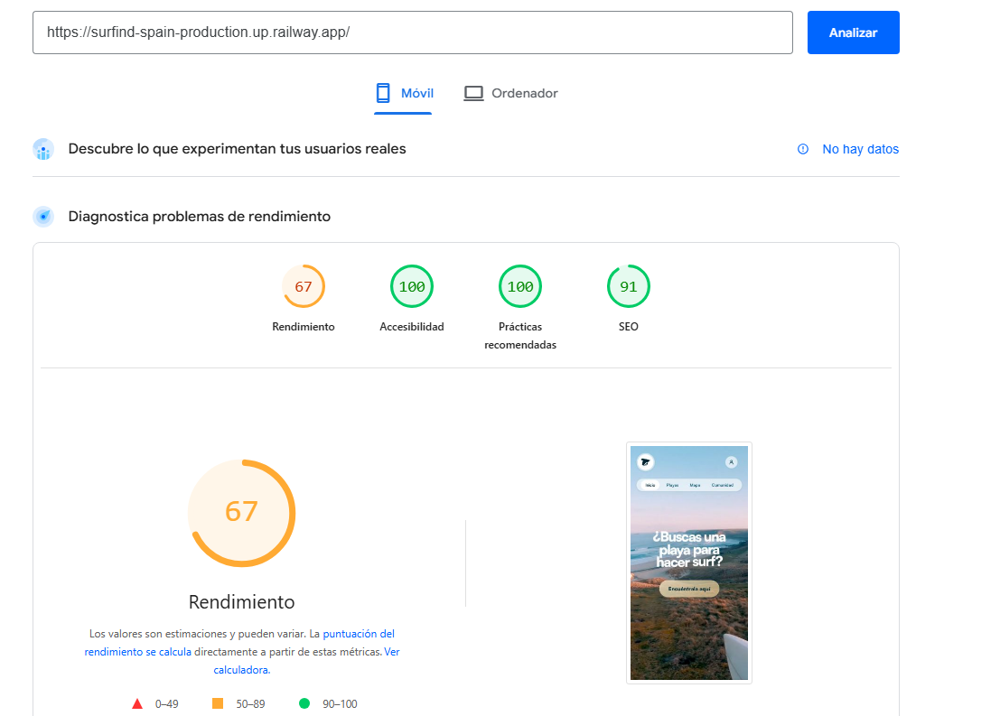 https://surfind-spain-production.up.railway.app/
Analizar
Móvil
Ordenador
Descubre lo que experimentan tus usuarios reales
No hay datos
Diagnostica problemas de rendimiento
67
100
100
91
Rendimiento
Accesibilidad
Prácticas
recomendadas
SEO
67
Rendimiento
Los valores son estimaciones y pueden variar. La puntuación del
rendimiento se calcula directamente a partir de estas métricas. Ver
calculadora.
0–49
50–89
90–100
Inicio
Playas
Mapa
Comunidad
¿Buscas una
playa para
hacer surf?
Encuéntrala aquí